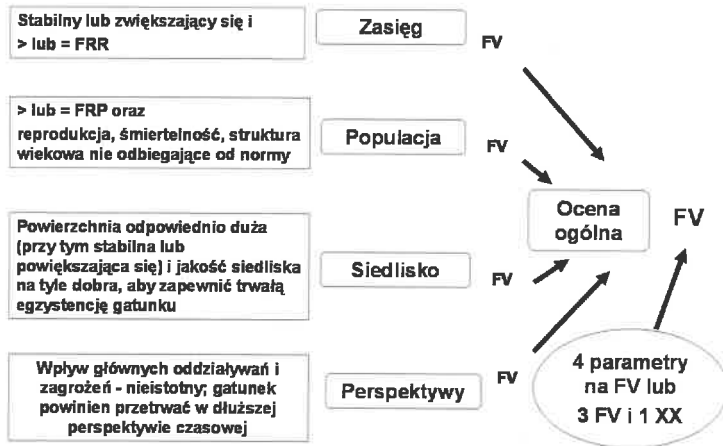 Stabilny lub zwiększający się i
> lub = FRR
Zasięg
FV
> lub = FRP oraz
reprodukcja, śmiertelność, struktura
wiekowa nie odbiegające od normy
Populacja
FV
Powierzchnia odpowiednio duża
(przy tym stabilna lub
powiększająca się) i jakość siedliska
na tyle dobra, aby zapewnić trwałą
egzystencję gatunku
Siedlisko
FV
Wpływ głównych oddziaływań i
zagrożeń - nieistotny; gatunek
powinien przetrwać w dłuższej
perspektywie czasowej
Perspektywy
FV
Ocena
ogólna
FV
4 parametry
na FV lub
3 FV i 1 XX